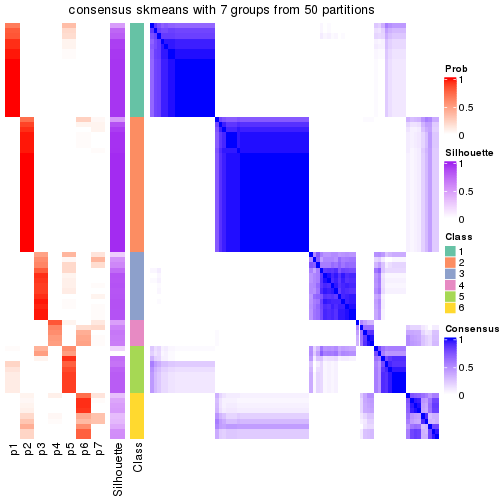 consensus skmeans with 7 groups from 50 partitions
Prob
1
0.5
0
Silhouette
1
0.5
0
Class
1
2
3
4
5
6
Consensus
1
0.5
0
p1
p2
p3
p4
p5
p6
p7
Silhouette
Class